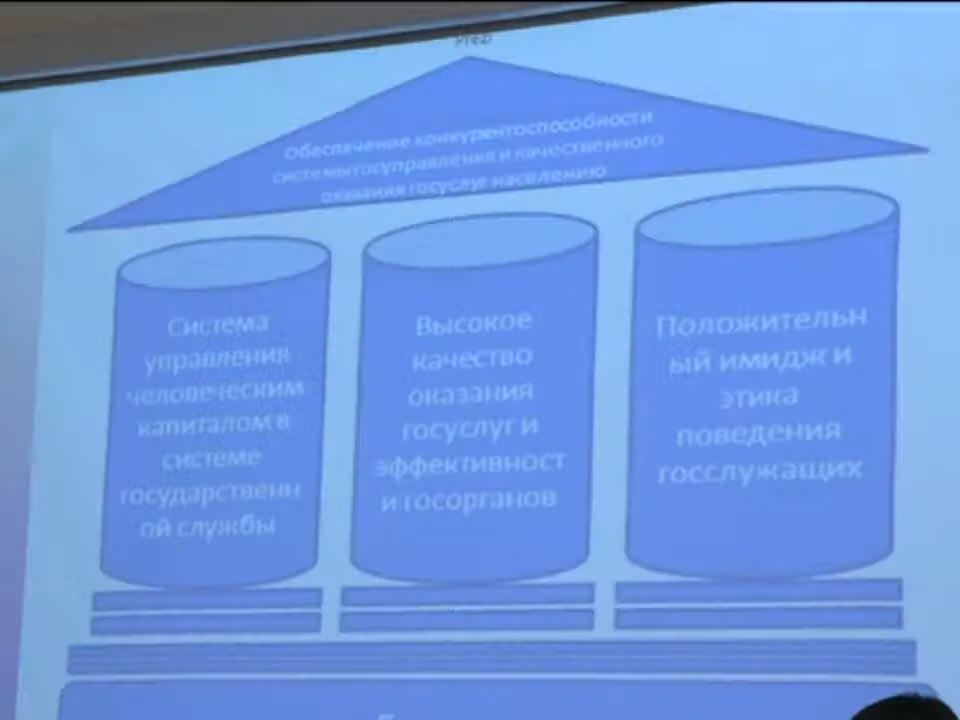 Обеспечение конкурентоспособности
системы госуправления и качественного
оказания госуслуг населению
Система
управления
человеческим
капиталом в
системе
государственн
ой службы
Высокое
качество
оказания
госуслуг и
эффективност
и госорганов
Положительн
ый имидж и
этика
поведения
госслужащих